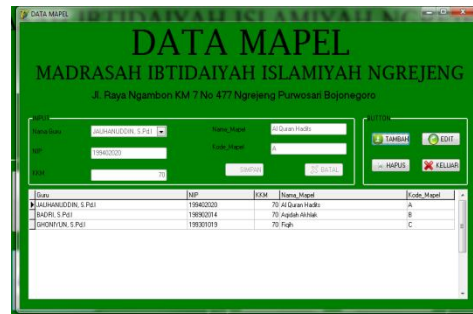 DATA MAPEL
DATA MAPEL
MADRASAH IBTIDAIYAH ISLAMIYAH NGREJENG
Jl. Raya Ngambon KM 7 No 477 Ngrejeng Purwosari Bojonegoro
INPUT
BUTTON
Nama Guru JAUHANUDDIN, S.Pd.I Nama_Mapel Al Quran Hadits
TAMBAH EDIT
NIP 199402020 Kode_Mapel A
KKM 70 SIMPAN BATAL
HAPUS KELUAR
Guru NIP KKM Nama_Mapel Kode_Mapel
JAUHANUDDIN, S.Pd.I 199402020 70 Al Quran Hadits A
BADRI, S.Pd.I 198902014 70 Aqidah Akhlak B
GHONIYUN, S.Pd.I 199301019 70 Fiqih C